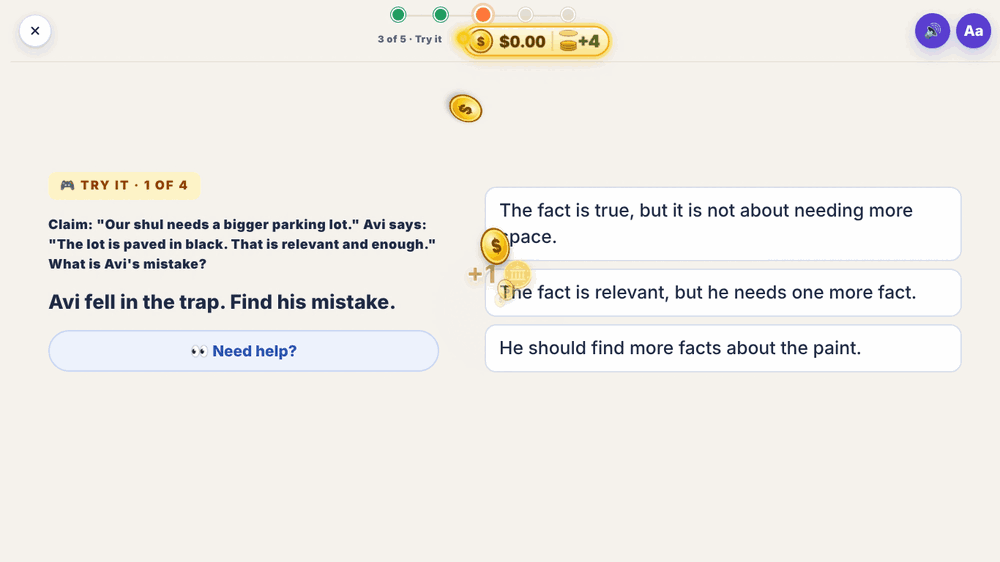 3 of 5 · Try it
$ $0.00 +4
Aa
$
TRY IT · 1 OF 4
Claim: "Our shul needs a bigger parking lot." Avi says:
"The lot is paved in black. That is relevant and enough."
What is Avi's mistake?
Avi fell in the trap. Find his mistake.
Need help?
The fact is true, but it is not about needing more
space.
$
+1
The fact is relevant, but he needs one more fact.
He should find more facts about the paint.